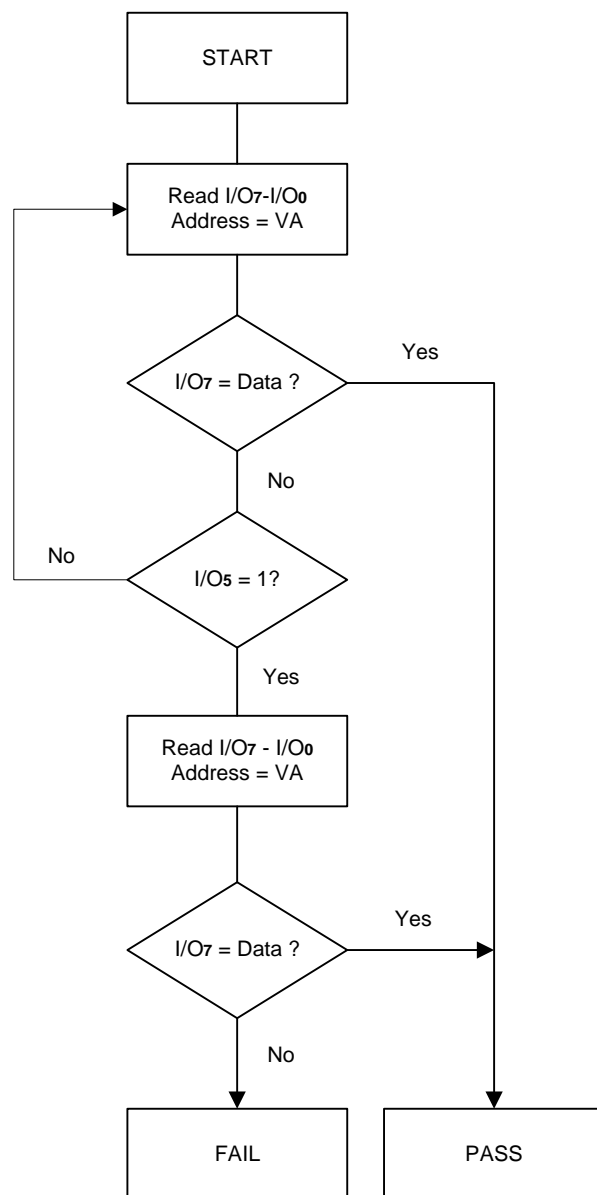 START
Read I/O7-I/O0
Address = VA
I/O7 = Data ?
Yes
No
I/O5 = 1?
No
Yes
Read I/O7 - I/O0
Address = VA
I/O7 = Data ?
Yes
No
FAIL
PASS